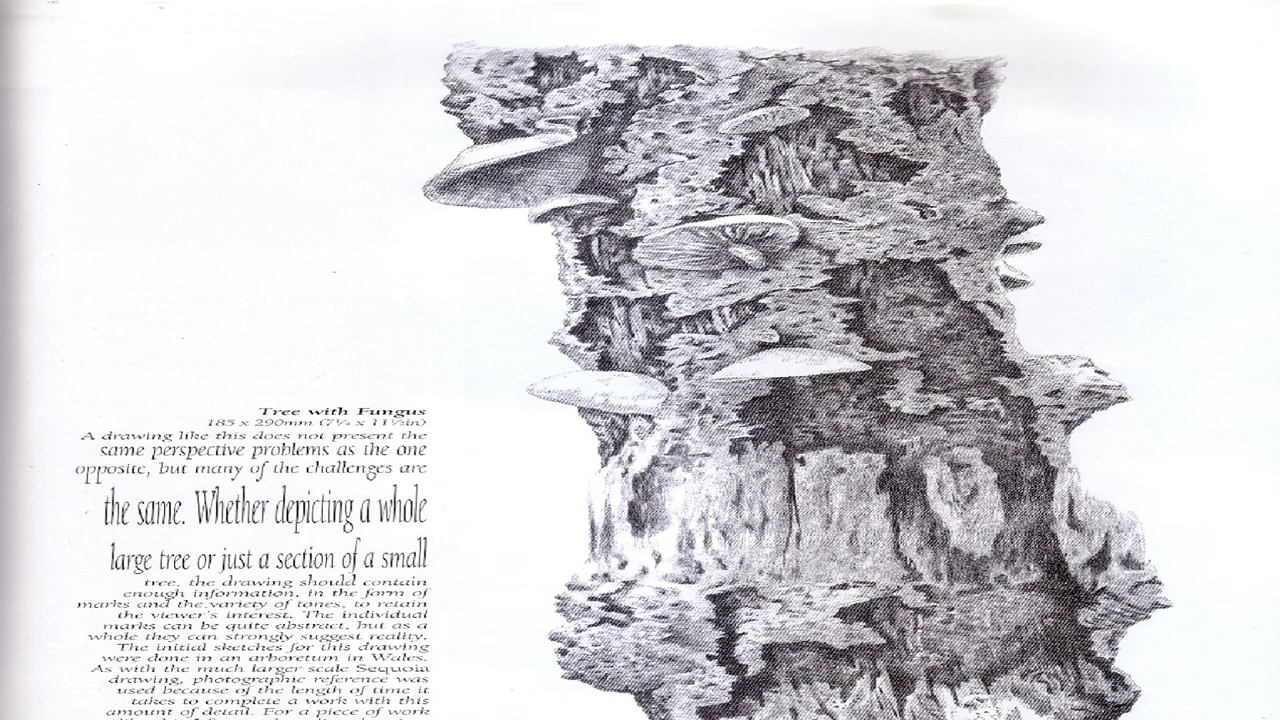 Tree with Fungus
185 x 290mm (7¼ x 11½in)
A drawing like this does not present the
same perspective problems as the one
opposite, but many of the challenges are
the same. Whether depicting a whole
large tree or just a section of a small
tree, the drawing should contain
enough information, in the form of
marks and the variety of tones, to retain
the viewer's interest. The individual
marks can be quite abstract, but as a
whole they can strongly suggest reality.
The initial sketches for this drawing
were done in an arboretum in Wales.
As with the much larger scale Sequoia
drawing, photographic reference was
used because of the length of time it
takes to complete a work with this
amount of detail. For a piece of work